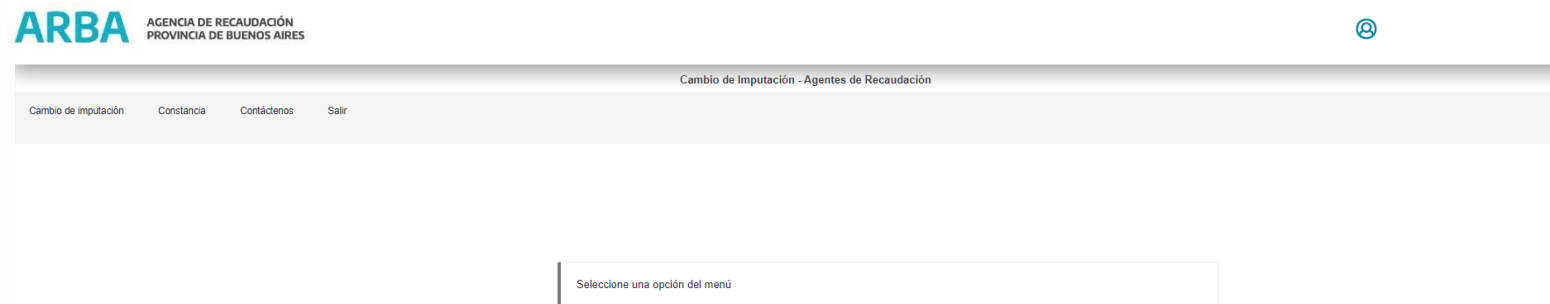 ARBA
AGENCIA DE RECAUDACIÓN
PROVINCIA DE BUENOS AIRES
Cambio de Imputación - Agentes de Recaudación
Cambio de imputación Constancia Contáctenos Salir
Seleccione una opción del menú